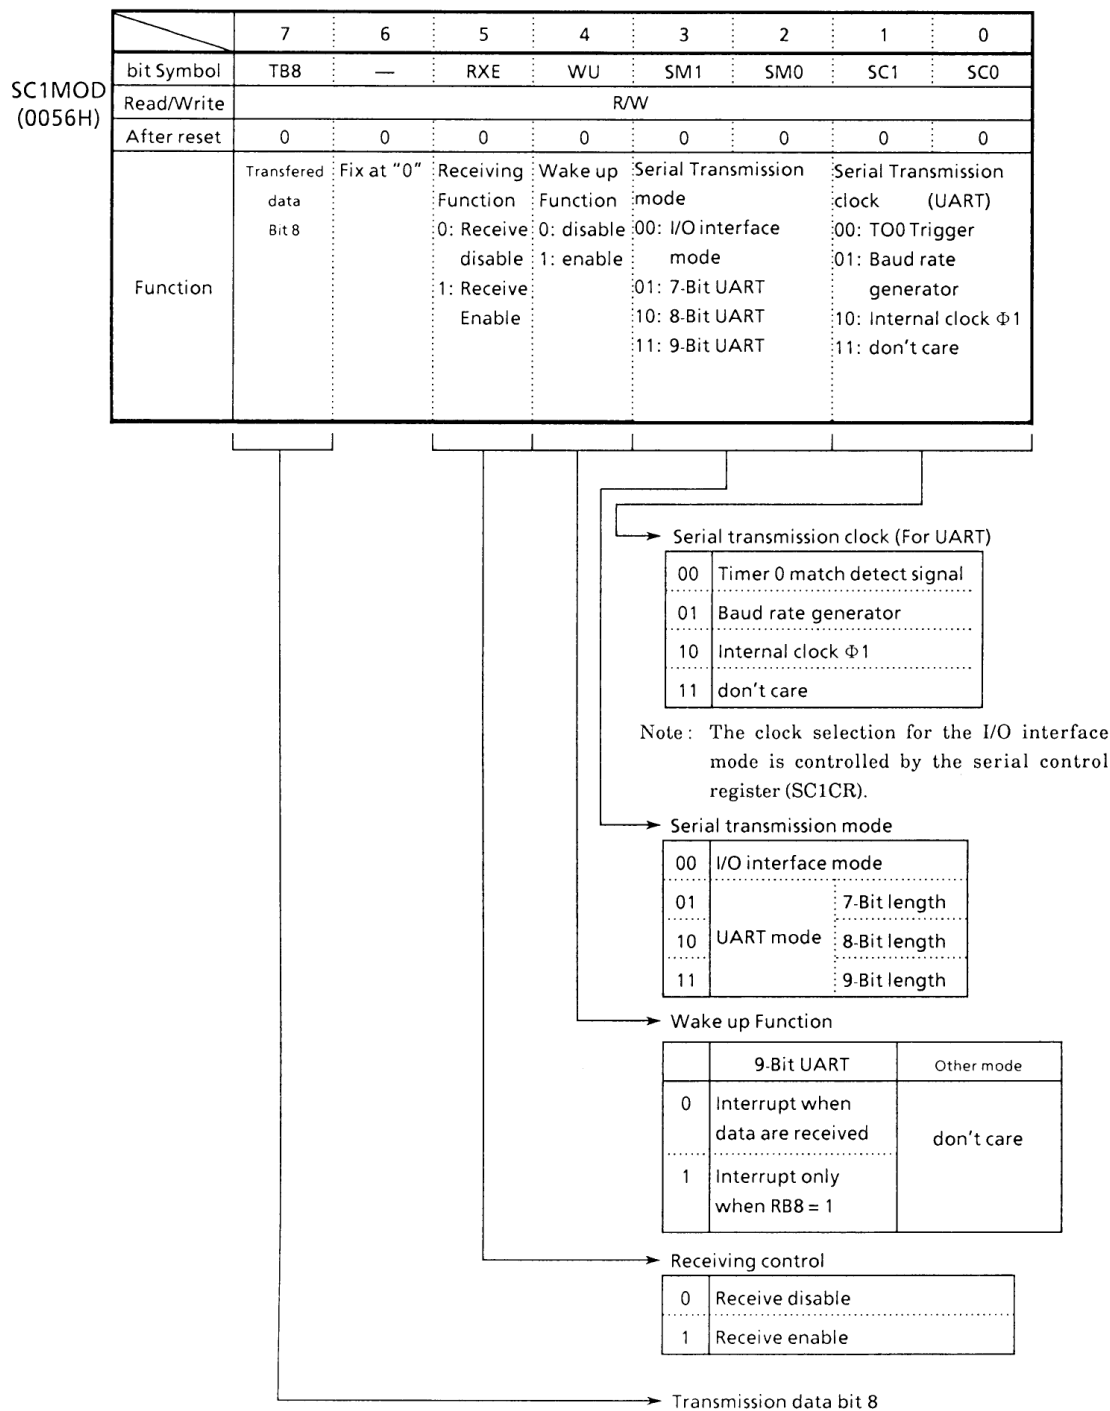 7 6 5 4 3 2 1 0
SC1MOD
(0056H)
bit Symbol TB8 — RXE WU SM1 SM0 SC1 SC0
Read/Write R/W
After reset 0 0 0 0 0 0 0 0
Function
Transfered
data
Bit 8
Fix at "0"
Receiving
Function
0: Receive
disable
1: Receive
Enable
Wake up
Function
0: disable
1: enable
Serial Transmission
mode
00: I/O interface
mode
01: 7-Bit UART
10: 8-Bit UART
11: 9-Bit UART
Serial Transmission
clock (UART)
00: TO0 Trigger
01: Baud rate
generator
10: Internal clock Φ1
11: don't care
Serial transmission clock (For UART)
00 Timer 0 match detect signal
01 Baud rate generator
10 Internal clock Φ1
11 don't care
Note : The clock selection for the I/O interface
mode is controlled by the serial control
register (SC1CR).
Serial transmission mode
00 I/O interface mode
01 7-Bit length
10 UART mode 8-Bit length
11 9-Bit length
Wake up Function
9-Bit UART Other mode
0 Interrupt when
data are received
don't care
1 Interrupt only
when RB8 = 1
Receiving control
0 Receive disable
1 Receive enable
Transmission data bit 8